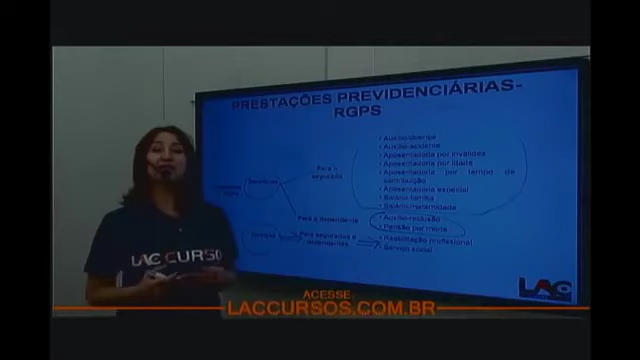 PRESTAÇÕES PREVIDENCIÁRIAS-
RGPS
• Auxílio-doença
• Auxílio-acidente
• Aposentadoria por invalidez
• Aposentadoria por idade
• Aposentadoria por tempo de
contribuição
• Aposentadoria especial
• Salário-família
• Salário-maternidade
• Auxílio-reclusão
• Pensão por morte
• Reabilitação profissional
• Serviço social
Benefícios
Para o
segurado
Para o dependente
Serviços
Para segurados e
dependentes
LAC CURSO
LAC
ACESSE
LACCURSOS.COM.BR